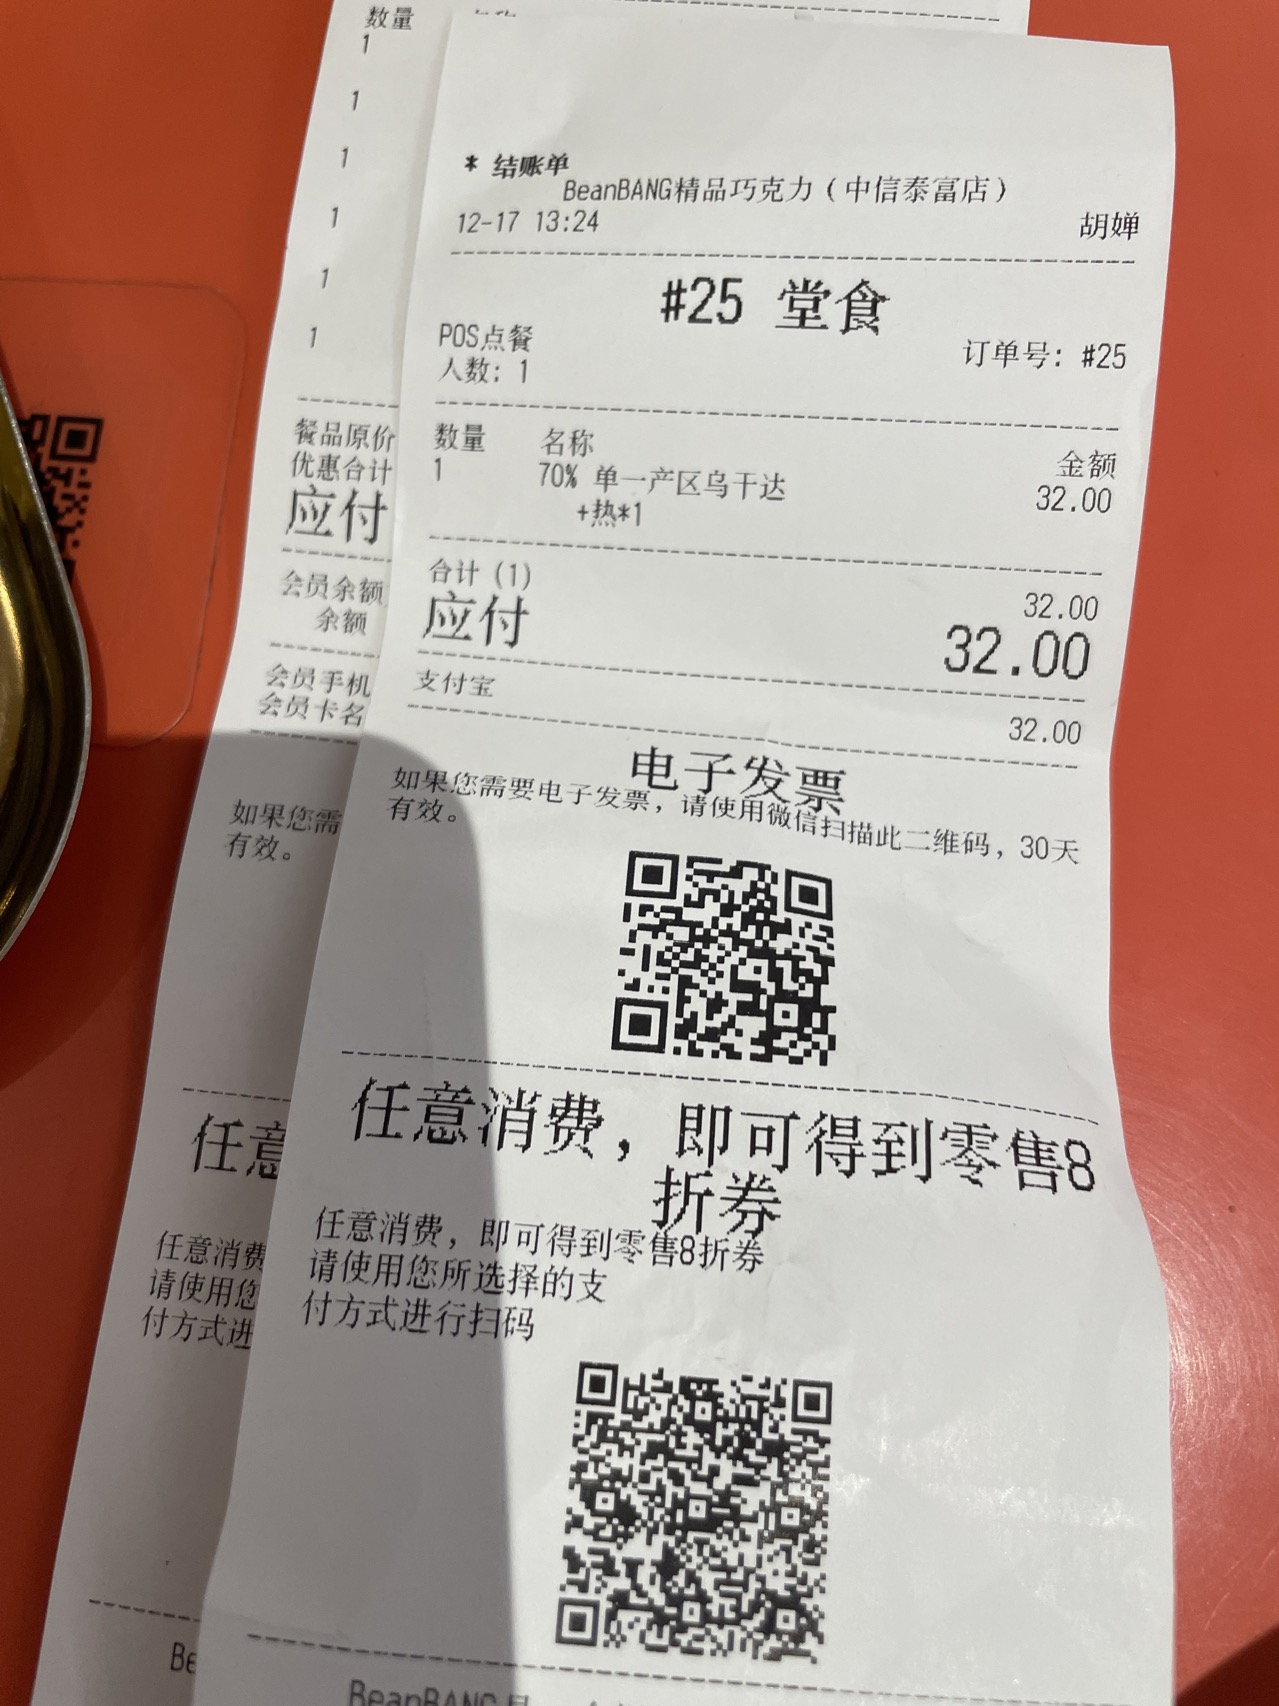 数量
1
1
1
1
1
1
餐品原价
优惠合计
应付
会员余额
余额
会员手机
会员卡名
如果您需
有效。
任意
任意消费
请使用您
付方式进
Be
* 结账单
BeanBANG精品巧克力（中信泰富店）
12-17 13:24 胡婵
#25 堂食
POS点餐 订单号: #25
人数: 1
数量 名称 金额
1 70% 单一产区乌干达 32.00
+热*1
合计 (1) 32.00
应付 32.00
支付宝 32.00
电子发票
如果您需要电子发票，请使用微信扫描此二维码，30天
有效。
任意消费，即可得到零售8
折券
任意消费，即可得到零售8折券
请使用您所选择的支
付方式进行扫码
BeanBANG是